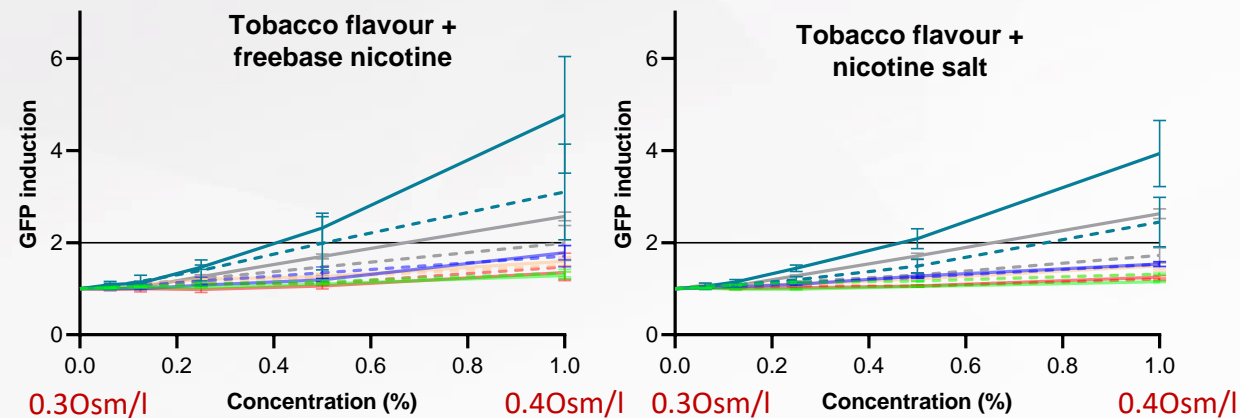 Tobacco flavour +
freebase nicotine
GFP induction
6
4
2
0
0.0 0.2 0.4 0.6 0.8 1.0
0.3Osm/l Concentration (%) 0.4Osm/l
Tobacco flavour +
nicotine salt
GFP induction
6
4
2
0
0.0 0.2 0.4 0.6 0.8 1.0
0.3Osm/l Concentration (%) 0.4Osm/l